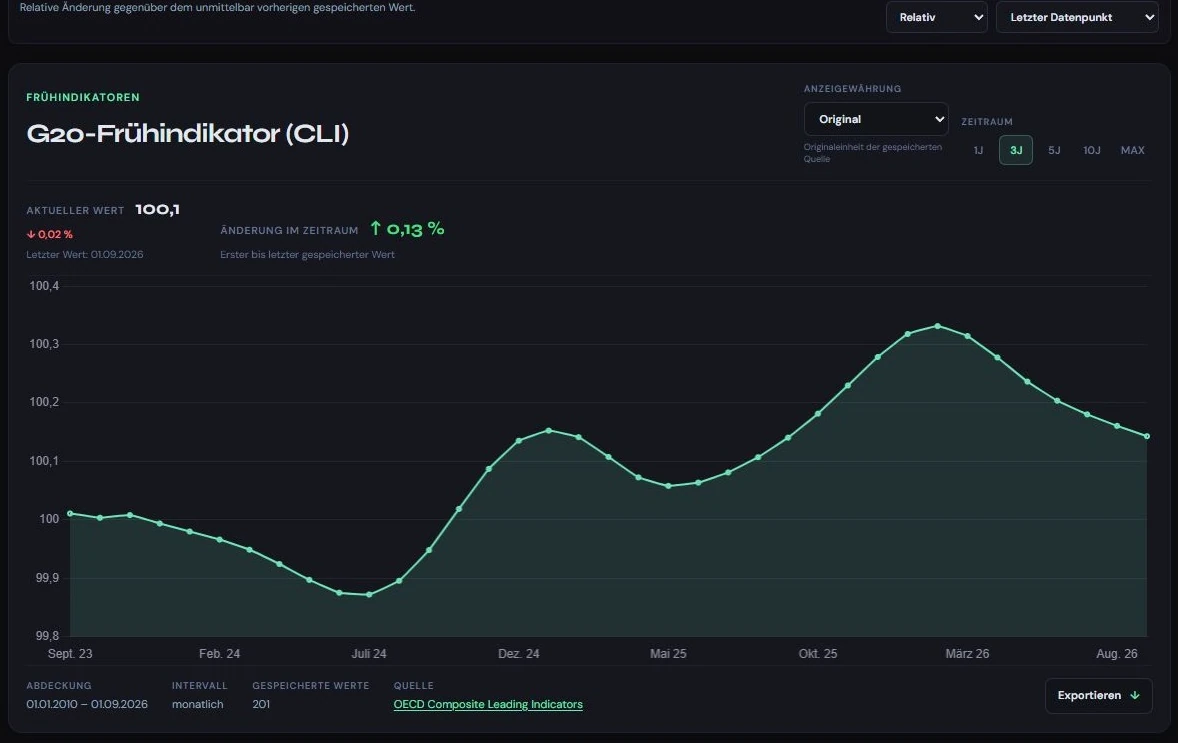 Relative Änderung gegenüber dem unmittelbar vorherigen gespeicherten Wert.
Relativ
Letzter Datenpunkt
FRÜHINDIKATOREN
G20-Frühindikator (CLI)
ANZEIGEWÄHRUNG
Original
Originaleinheit der gespeicherten
Quelle
ZEITRAUM
1J 3J 5J 10J MAX
AKTUELLER WERT 100,1
↓ 0,02 %
Letzter Wert: 01.09.2026
ÄNDERUNG IM ZEITRAUM ↑ 0,13 %
Erster bis letzter gespeicherter Wert
100,4
100,3
100,2
100,1
100
99,9
99,8
Sept. 23 Feb. 24 Juli 24 Dez. 24 Mai 25 Okt. 25 März 26 Aug. 26
ABDECKUNG
01.01.2010 – 01.09.2026
INTERVALL
monatlich
GESPEICHERTE WERTE
201
QUELLE
OECD Composite Leading Indicators
Exportieren ↓